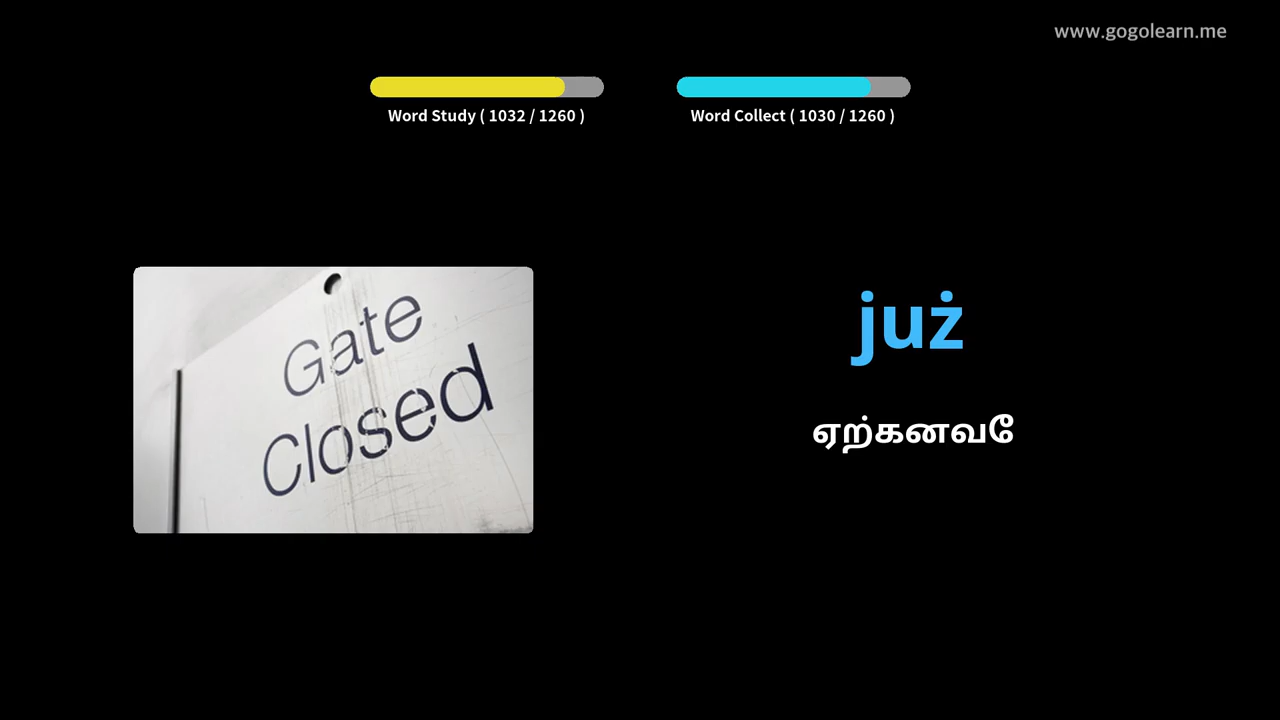 www.gogolearn.me
Word Study ( 1032 / 1260 )
Word Collect ( 1030 / 1260 )
Gate
Closed
już
ஏற்கனவே